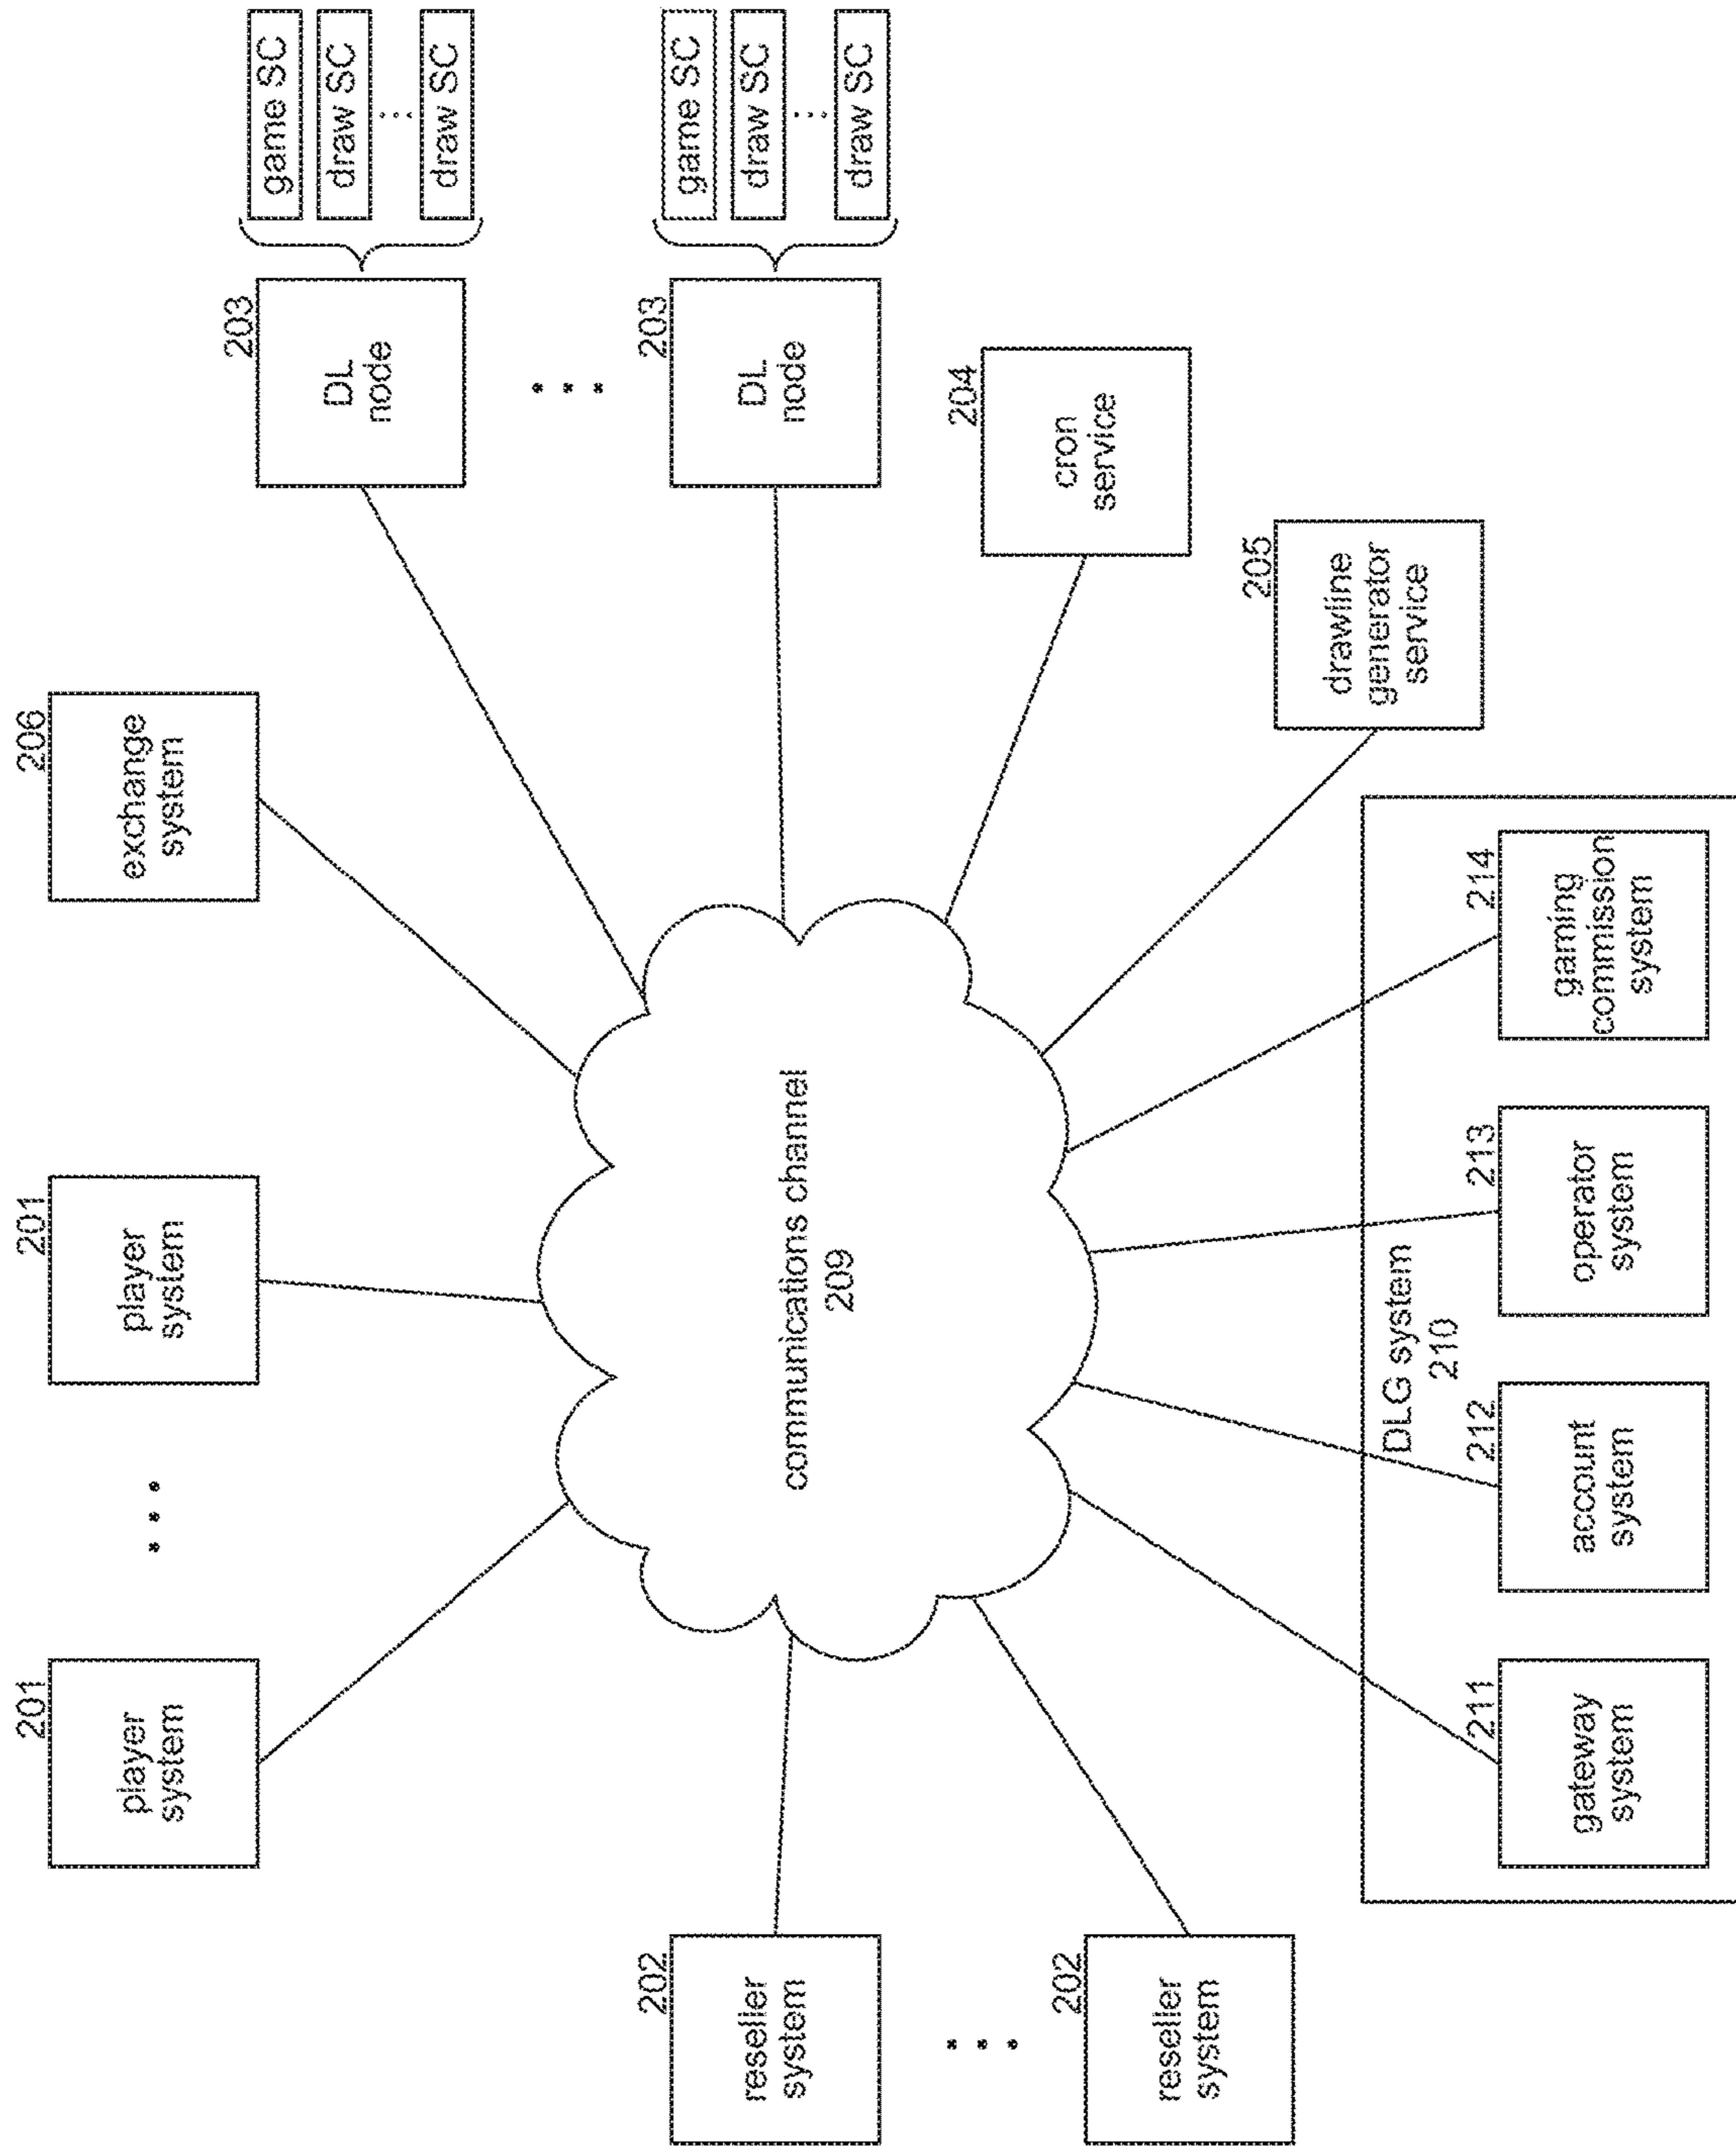 201
player
system
201
player
system
206
exchange
system
202
reseller
system
202
reseller
system
communications channel
209
203
DL
node
game SC
draw SC
draw SC
203
DL
node
game SC
draw SC
draw SC
204
cron
service
205
drawline
generator
service
DLG system
210
211
gateway
system
212
account
system
213
operator
system
214
gaming
commission
system